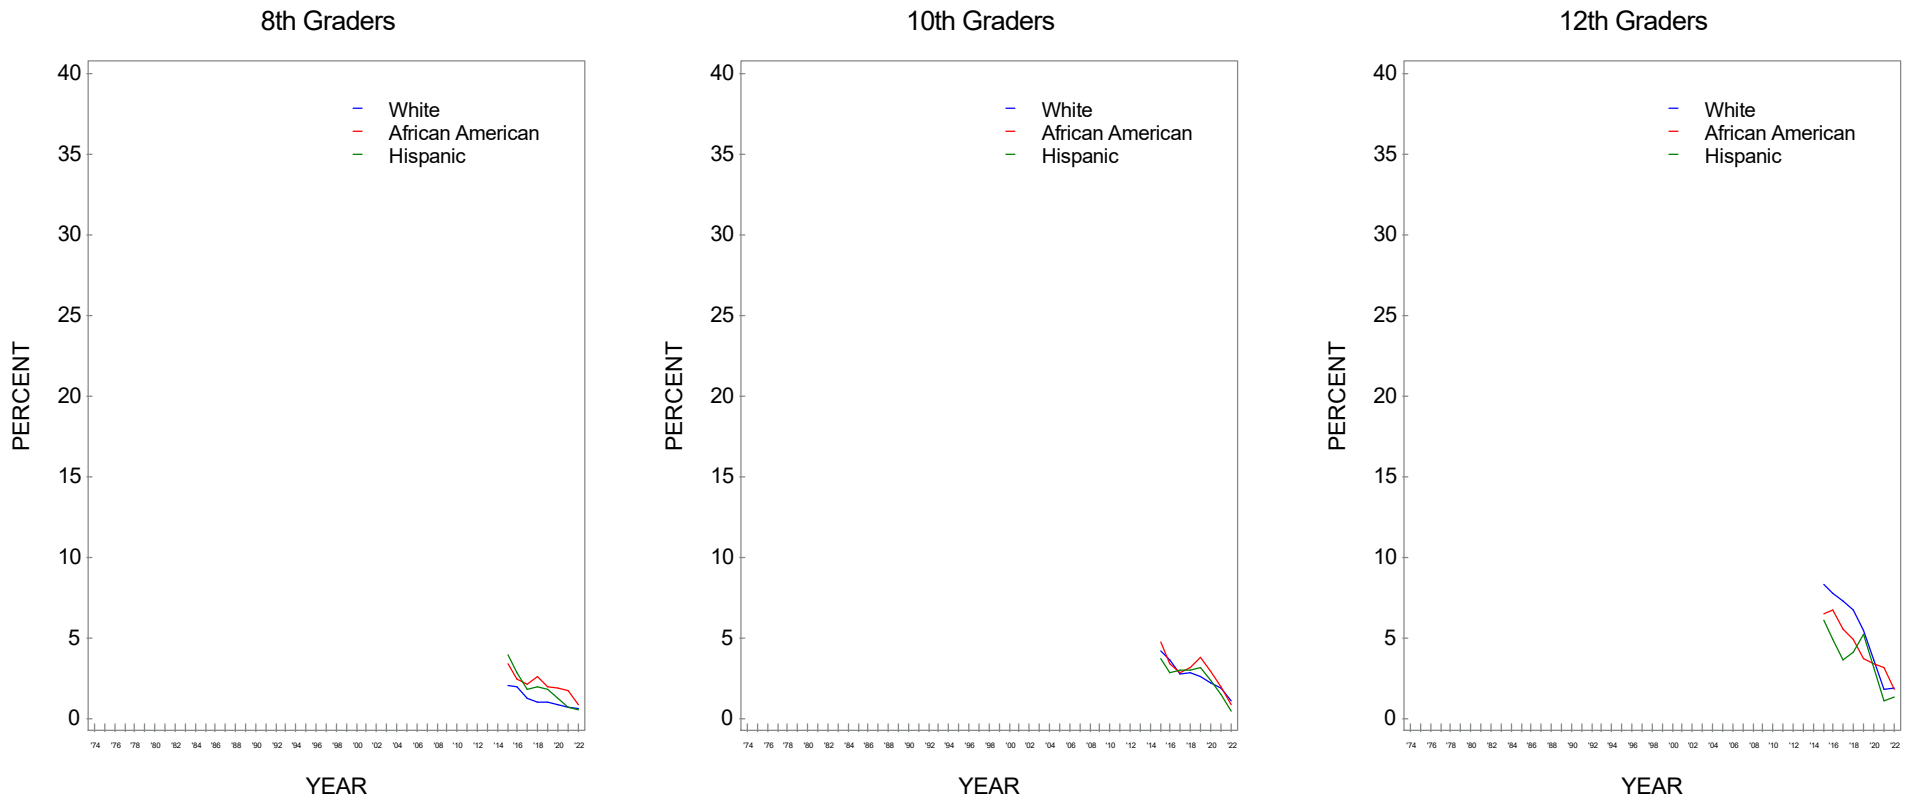 8th Graders
40
35
30
25
20
15
10
5
0
PERCENT
White
African American
Hispanic
'74 '76 '78 '80 '82 '84 '86 '88 '90 '92 '94 '96 '98 '00 '02 '04 '06 '08 '10 '12 '14 '16 '18 '20 '22
YEAR
10th Graders
40
35
30
25
20
15
10
5
0
PERCENT
White
African American
Hispanic
'74 '76 '78 '80 '82 '84 '86 '88 '90 '92 '94 '96 '98 '00 '02 '04 '06 '08 '10 '12 '14 '16 '18 '20 '22
YEAR
12th Graders
40
35
30
25
20
15
10
5
0
PERCENT
White
African American
Hispanic
'74 '76 '78 '80 '82 '84 '86 '88 '90 '92 '94 '96 '98 '00 '02 '04 '06 '08 '10 '12 '14 '16 '18 '20 '22
YEAR